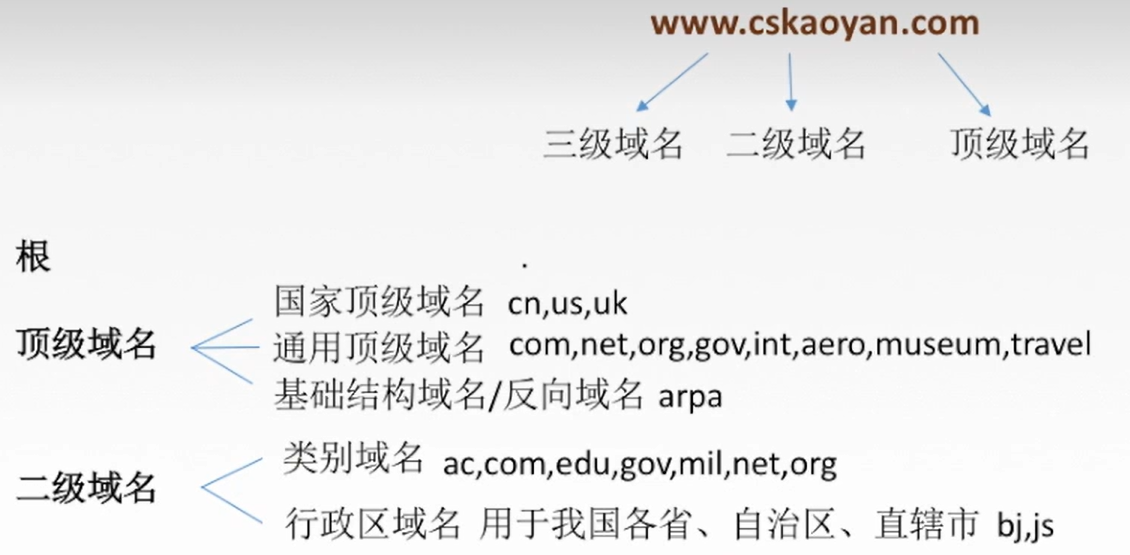 www.cskaoyan.com
三级域名 二级域名 顶级域名
根 .
国家顶级域名 cn,us,uk
顶级域名 通用顶级域名 com,net,org,gov,int,aero,museum,travel
基础结构域名/反向域名 arpa
类别域名 ac,com,edu,gov,mil,net,org
二级域名
行政区域名 用于我国各省、自治区、直辖市 bj,js